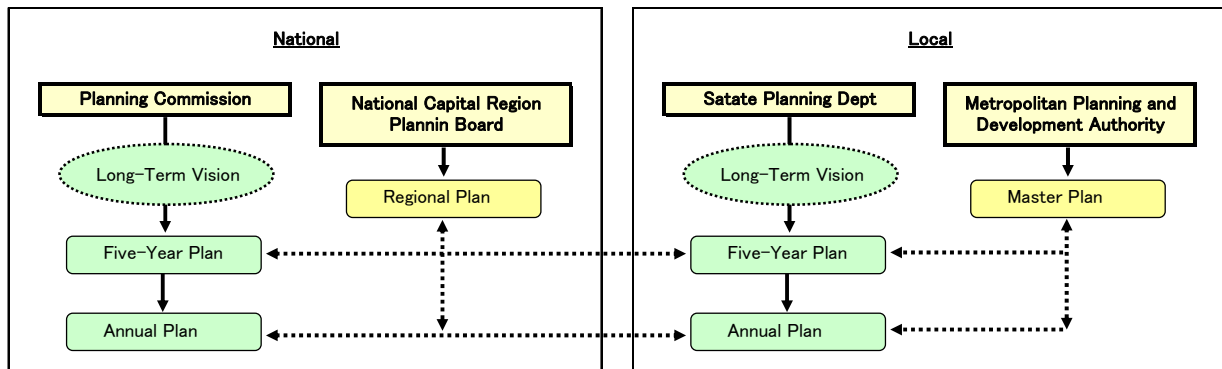 National
Planning Commission
National Capital Region
Plannin Board
Long-Term Vision
Regional Plan
Five-Year Plan
Annual Plan
Local
Satate Planning Dept
Metropolitan Planning and
Development Authority
Long-Term Vision
Master Plan
Five-Year Plan
Annual Plan